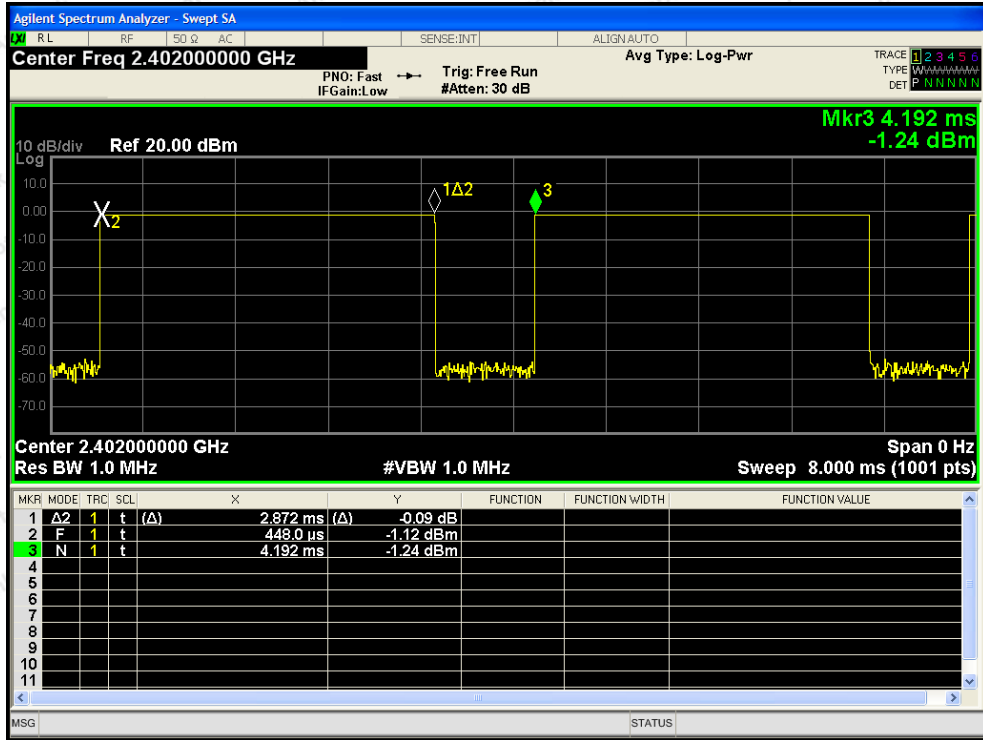 Agilent Spectrum Analyzer - Swept SA
LXI RL RF 50 Ω AC SENSE:INT ALIGN AUTO
Center Freq 2.402000000 GHz
PNO: Fast
IFGain:Low
Trig: Free Run
#Atten: 30 dB
Avg Type: Log-Pwr
TRACE 1 2 3 4 5 6
TYPE WWWWWW
DET P N N N N N
Mkr3 4.192 ms
-1.24 dBm
10 dB/div Ref 20.00 dBm
Log
10.0
0.00
-10.0
-20.0
-30.0
-40.0
-50.0
-60.0
-70.0
2
1Δ2
3
Center 2.402000000 GHz Span 0 Hz
Res BW 1.0 MHz #VBW 1.0 MHz Sweep 8.000 ms (1001 pts)
MKR MODE TRC SCL X Y FUNCTION FUNCTION WIDTH FUNCTION VALUE
1 Δ2 1 t (Δ) 2.872 ms (Δ) -0.09 dB
2 F 1 t 448.0 µs -1.12 dBm
3 N 1 t 4.192 ms -1.24 dBm
4
5
6
7
8
9
10
11
MSG STATUS